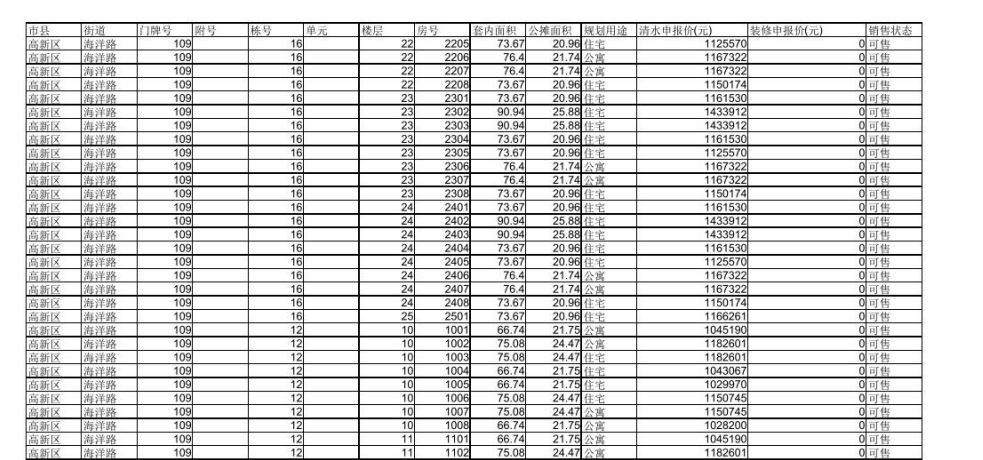 市县 街道 门牌号 附号 栋号 单元 楼层 房号 套内面积 公摊面积 规划用途 清水申报价(元) 装修申报价(元) 销售状态
高新区 海洋路 109 16 22 2205 73.67 20.96 住宅 1125570 0 可售
高新区 海洋路 109 16 22 2206 76.4 21.74 公寓 1167322 0 可售
高新区 海洋路 109 16 22 2207 76.4 21.74 公寓 1167322 0 可售
高新区 海洋路 109 16 22 2208 73.67 20.96 住宅 1150174 0 可售
高新区 海洋路 109 16 23 2301 73.67 20.96 住宅 1161530 0 可售
高新区 海洋路 109 16 23 2302 90.94 25.88 住宅 1433912 0 可售
高新区 海洋路 109 16 23 2303 90.94 25.88 住宅 1433912 0 可售
高新区 海洋路 109 16 23 2304 73.67 20.96 住宅 1161530 0 可售
高新区 海洋路 109 16 23 2305 73.67 20.96 住宅 1125570 0 可售
高新区 海洋路 109 16 23 2306 76.4 21.74 公寓 1167322 0 可售
高新区 海洋路 109 16 23 2307 76.4 21.74 公寓 1167322 0 可售
高新区 海洋路 109 16 23 2308 73.67 20.96 住宅 1150174 0 可售
高新区 海洋路 109 16 24 2401 73.67 20.96 住宅 1161530 0 可售
高新区 海洋路 109 16 24 2402 90.94 25.88 住宅 1433912 0 可售
高新区 海洋路 109 16 24 2403 90.94 25.88 住宅 1433912 0 可售
高新区 海洋路 109 16 24 2404 73.67 20.96 住宅 1161530 0 可售
高新区 海洋路 109 16 24 2405 73.67 20.96 住宅 1125570 0 可售
高新区 海洋路 109 16 24 2406 76.4 21.74 公寓 1167322 0 可售
高新区 海洋路 109 16 24 2407 76.4 21.74 公寓 1167322 0 可售
高新区 海洋路 109 16 24 2408 73.67 20.96 住宅 1150174 0 可售
高新区 海洋路 109 16 25 2501 73.67 20.96 住宅 1166261 0 可售
高新区 海洋路 109 12 10 1001 66.74 21.75 公寓 1045190 0 可售
高新区 海洋路 109 12 10 1002 75.08 24.47 公寓 1182601 0 可售
高新区 海洋路 109 12 10 1003 75.08 24.47 住宅 1182601 0 可售
高新区 海洋路 109 12 10 1004 66.74 21.75 住宅 1043067 0 可售
高新区 海洋路 109 12 10 1005 66.74 21.75 住宅 1029970 0 可售
高新区 海洋路 109 12 10 1006 75.08 24.47 住宅 1150745 0 可售
高新区 海洋路 109 12 10 1007 75.08 24.47 公寓 1150745 0 可售
高新区 海洋路 109 12 10 1008 66.74 21.75 公寓 1028200 0 可售
高新区 海洋路 109 12 11 1101 66.74 21.75 公寓 1045190 0 可售
高新区 海洋路 109 12 11 1102 75.08 24.47 公寓 1182601 0 可售